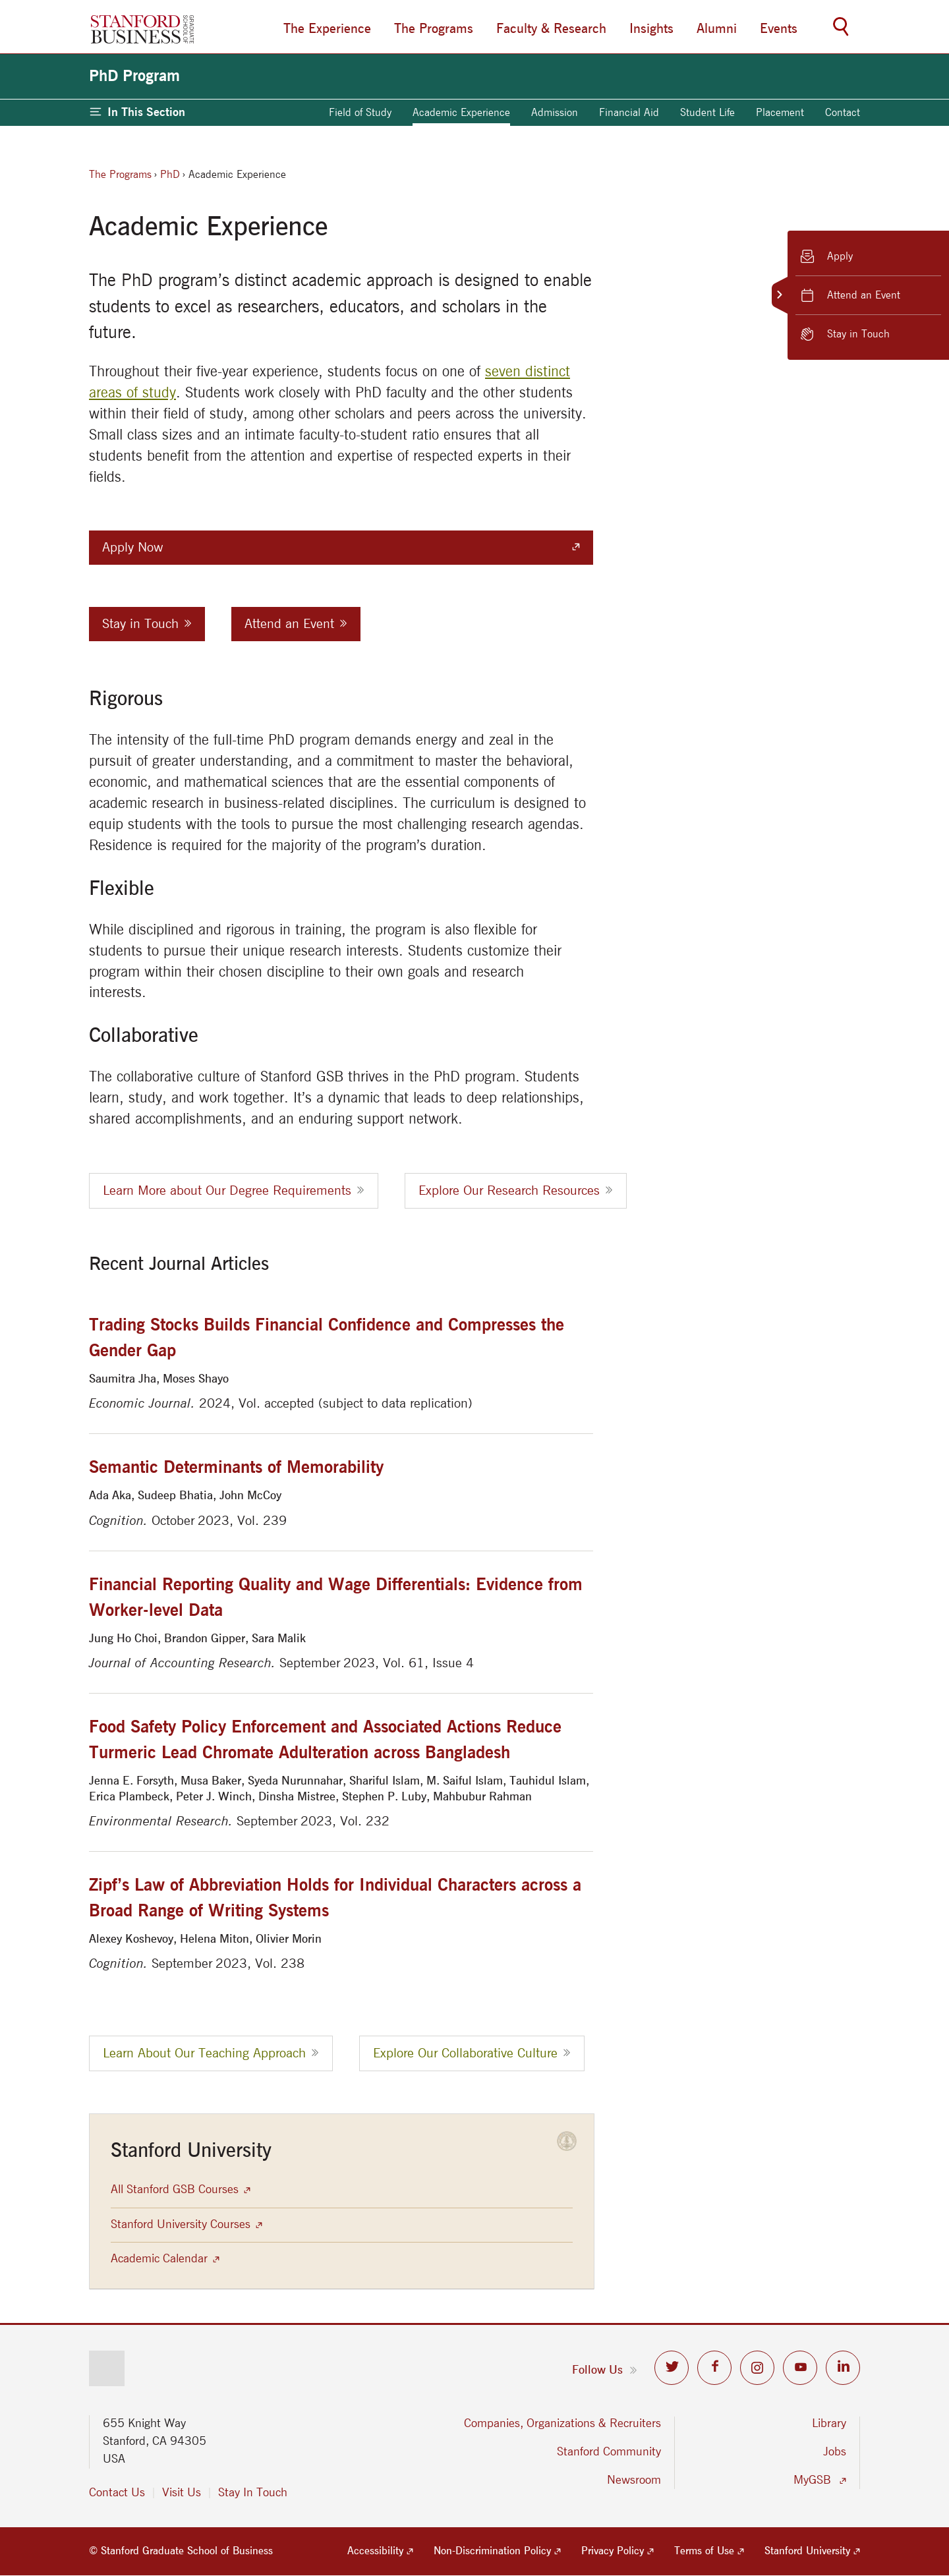 STANFORD
BUSINESS
GRADUATE
SCHOOL OF
The Experience
The Programs
Faculty & Research
Insights
Alumni
Events
PhD Program
In This Section
Field of Study
Academic Experience
Admission
Financial Aid
Student Life
Placement
Contact
The Programs › PhD › Academic Experience
Academic Experience
Apply
Attend an Event
Stay in Touch
The PhD program’s distinct academic approach is designed to enable
students to excel as researchers, educators, and scholars in the
future.
Throughout their five-year experience, students focus on one of seven distinct
areas of study. Students work closely with PhD faculty and the other students
within their field of study, among other scholars and peers across the university.
Small class sizes and an intimate faculty-to-student ratio ensures that all
students benefit from the attention and expertise of respected experts in their
fields.
Apply Now
Stay in Touch »
Attend an Event »
Rigorous
The intensity of the full-time PhD program demands energy and zeal in the
pursuit of greater understanding, and a commitment to master the behavioral,
economic, and mathematical sciences that are the essential components of
academic research in business-related disciplines. The curriculum is designed to
equip students with the tools to pursue the most challenging research agendas.
Residence is required for the majority of the program’s duration.
Flexible
While disciplined and rigorous in training, the program is also flexible for
students to pursue their unique research interests. Students customize their
program within their chosen discipline to their own goals and research
interests.
Collaborative
The collaborative culture of Stanford GSB thrives in the PhD program. Students
learn, study, and work together. It’s a dynamic that leads to deep relationships,
shared accomplishments, and an enduring support network.
Learn More about Our Degree Requirements »
Explore Our Research Resources »
Recent Journal Articles
Trading Stocks Builds Financial Confidence and Compresses the
Gender Gap
Saumitra Jha, Moses Shayo
Economic Journal. 2024, Vol. accepted (subject to data replication)
Semantic Determinants of Memorability
Ada Aka, Sudeep Bhatia, John McCoy
Cognition. October 2023, Vol. 239
Financial Reporting Quality and Wage Differentials: Evidence from
Worker-level Data
Jung Ho Choi, Brandon Gipper, Sara Malik
Journal of Accounting Research. September 2023, Vol. 61, Issue 4
Food Safety Policy Enforcement and Associated Actions Reduce
Turmeric Lead Chromate Adulteration across Bangladesh
Jenna E. Forsyth, Musa Baker, Syeda Nurunnahar, Shariful Islam, M. Saiful Islam, Tauhidul Islam,
Erica Plambeck, Peter J. Winch, Dinsha Mistree, Stephen P. Luby, Mahbubur Rahman
Environmental Research. September 2023, Vol. 232
Zipf’s Law of Abbreviation Holds for Individual Characters across a
Broad Range of Writing Systems
Alexey Koshevoy, Helena Miton, Olivier Morin
Cognition. September 2023, Vol. 238
Learn About Our Teaching Approach »
Explore Our Collaborative Culture »
Stanford University
All Stanford GSB Courses
Stanford University Courses
Academic Calendar
Follow Us »
655 Knight Way
Stanford, CA 94305
USA
Contact Us
Visit Us
Stay In Touch
Companies, Organizations & Recruiters
Stanford Community
Newsroom
Library
Jobs
MyGSB
© Stanford Graduate School of Business
Accessibility
Non-Discrimination Policy
Privacy Policy
Terms of Use
Stanford University